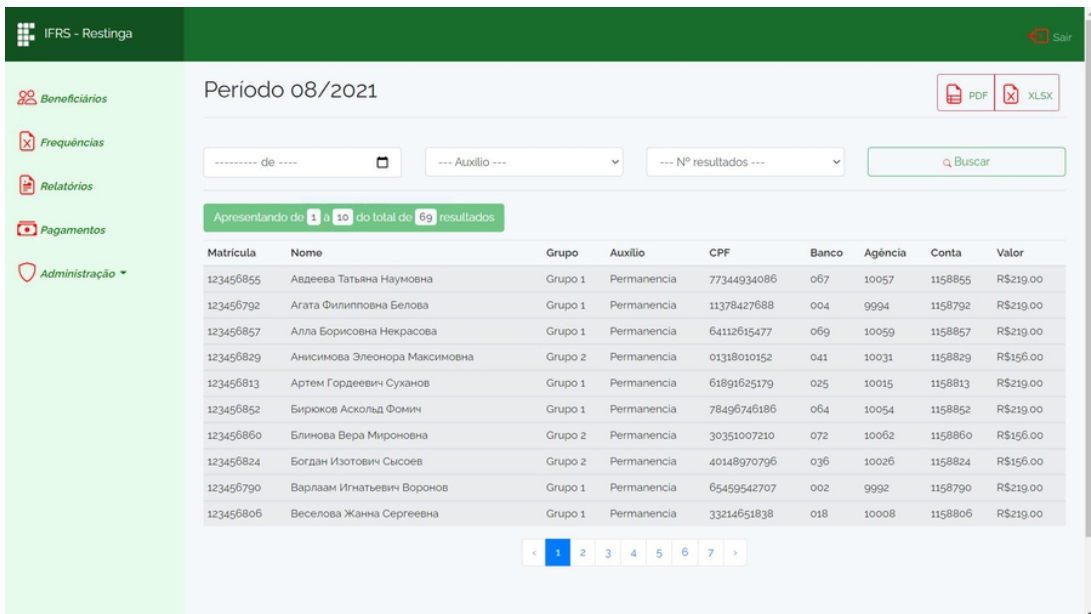 IFRS - Restinga
Sair
Beneficiários
Frequências
Relatórios
Pagamentos
Administração
Período 08/2021
PDF XLSX
--------- de ---- --- Auxílio --- --- Nº resultados --- Buscar
Apresentando de 1 à 10 do total de 69 resultados
Matrícula Nome Grupo Auxílio CPF Banco Agência Conta Valor
123456855 Авдеева Татьяна Наумовна Grupo 1 Permanencia 77344934086 067 10057 1158855 R$219.00
123456792 Агата Филипповна Белова Grupo 1 Permanencia 11378427688 004 9994 1158792 R$219.00
123456857 Алла Борисовна Некрасова Grupo 1 Permanencia 64112615477 069 10059 1158857 R$219.00
123456829 Анисимова Элеонора Максимовна Grupo 2 Permanencia 01318010152 041 10031 1158829 R$156.00
123456813 Артем Гордеевич Суханов Grupo 1 Permanencia 61891625179 025 10015 1158813 R$219.00
123456852 Бирюков Аскольд Фомич Grupo 1 Permanencia 78496746186 064 10054 1158852 R$219.00
123456860 Блинова Вера Мироновна Grupo 2 Permanencia 30351007210 072 10062 1158860 R$156.00
123456824 Богдан Изотович Сысоев Grupo 2 Permanencia 40148970796 036 10026 1158824 R$156.00
123456790 Варлаам Игнатьевич Воронов Grupo 1 Permanencia 65459542707 002 9992 1158790 R$219.00
123456806 Веселова Жанна Сергеевна Grupo 1 Permanencia 33214651838 018 10008 1158806 R$219.00
‹ 1 2 3 4 5 6 7 ›